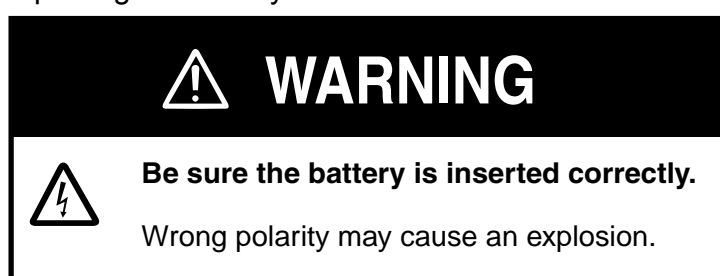 WARNING
Be sure the battery is inserted correctly.
Wrong polarity may cause an explosion.